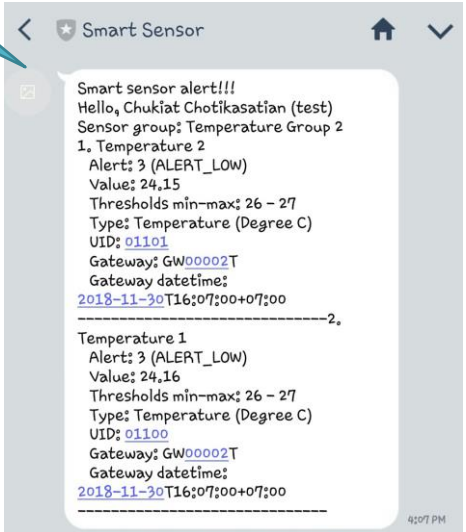 Smart Sensor
Smart sensor alert!!!
Hello, Chukiat Chotikasatian (test)
Sensor group: Temperature Group 2
1. Temperature 2
Alert: 3 (ALERT_LOW)
Value: 24.15
Thresholds min-max: 26 - 27
Type: Temperature (Degree C)
UID: 01101
Gateway: GW00002T
Gateway datetime:
2018-11-30T16:07:00+07:00
------------------------------2.
Temperature 1
Alert: 3 (ALERT_LOW)
Value: 24.16
Thresholds min-max: 26 - 27
Type: Temperature (Degree C)
UID: 01100
Gateway: GW00002T
Gateway datetime:
2018-11-30T16:07:00+07:00
------------------------------
4:07 PM